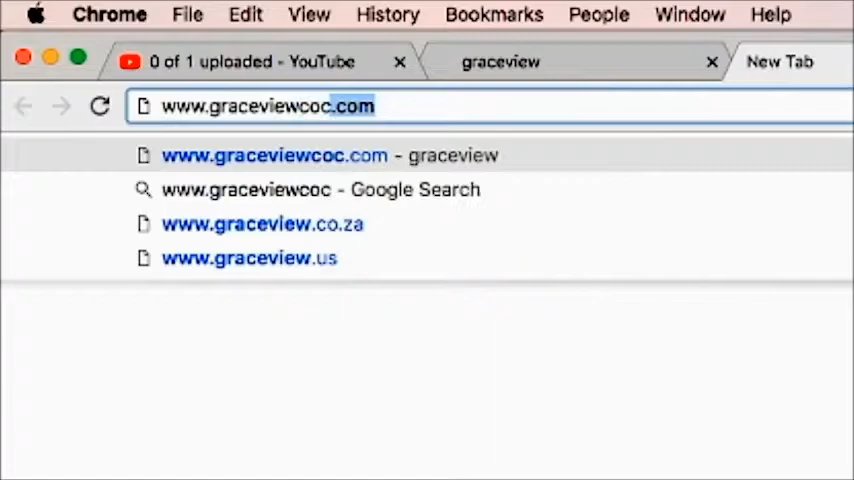 Chrome File Edit View History Bookmarks People Window Help
0 of 1 uploaded - YouTube graceview New Tab
www.graceviewcoc.com
www.graceviewcoc.com - graceview
www.graceviewcoc - Google Search
www.graceview.co.za
www.graceview.us